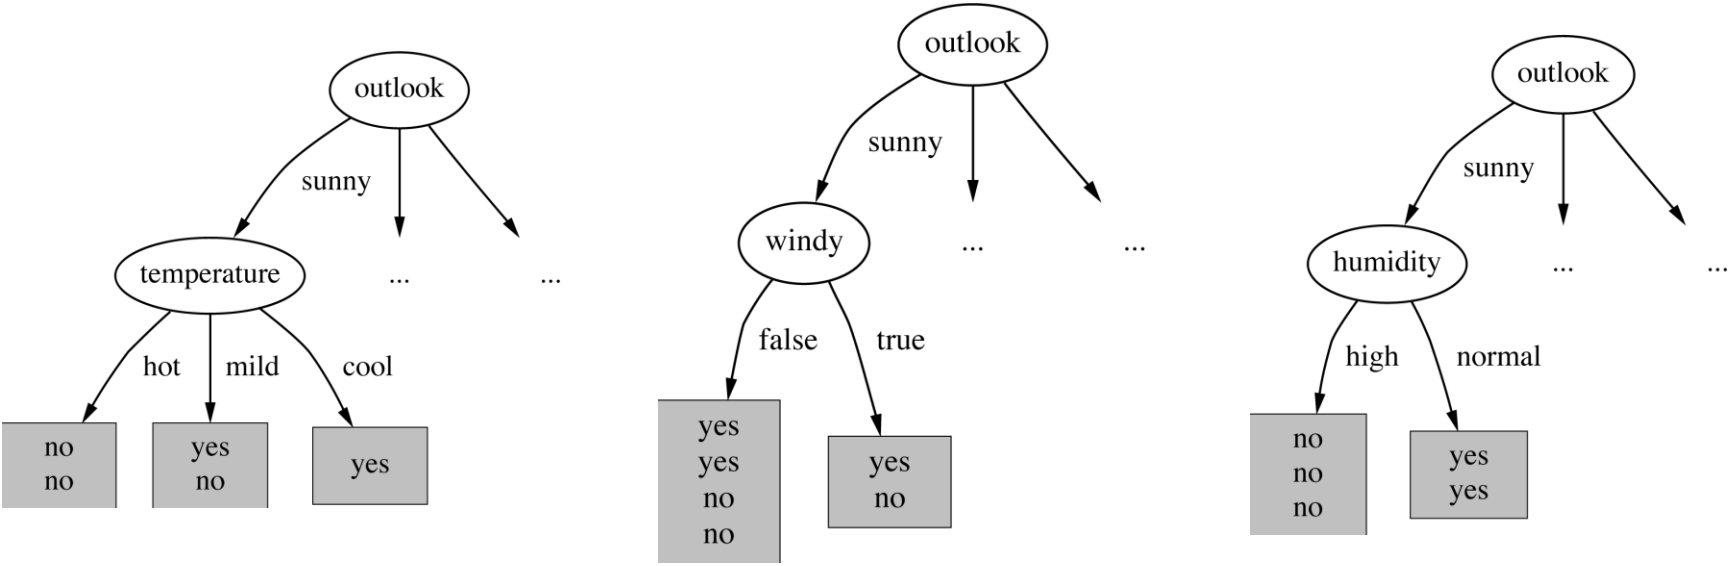 outlook
sunny
temperature
...
...
hot
mild
cool
no
no
yes
no
yes
outlook
sunny
windy
...
...
false
true
yes
yes
no
no
yes
no
outlook
sunny
humidity
...
...
high
normal
no
no
no
yes
yes